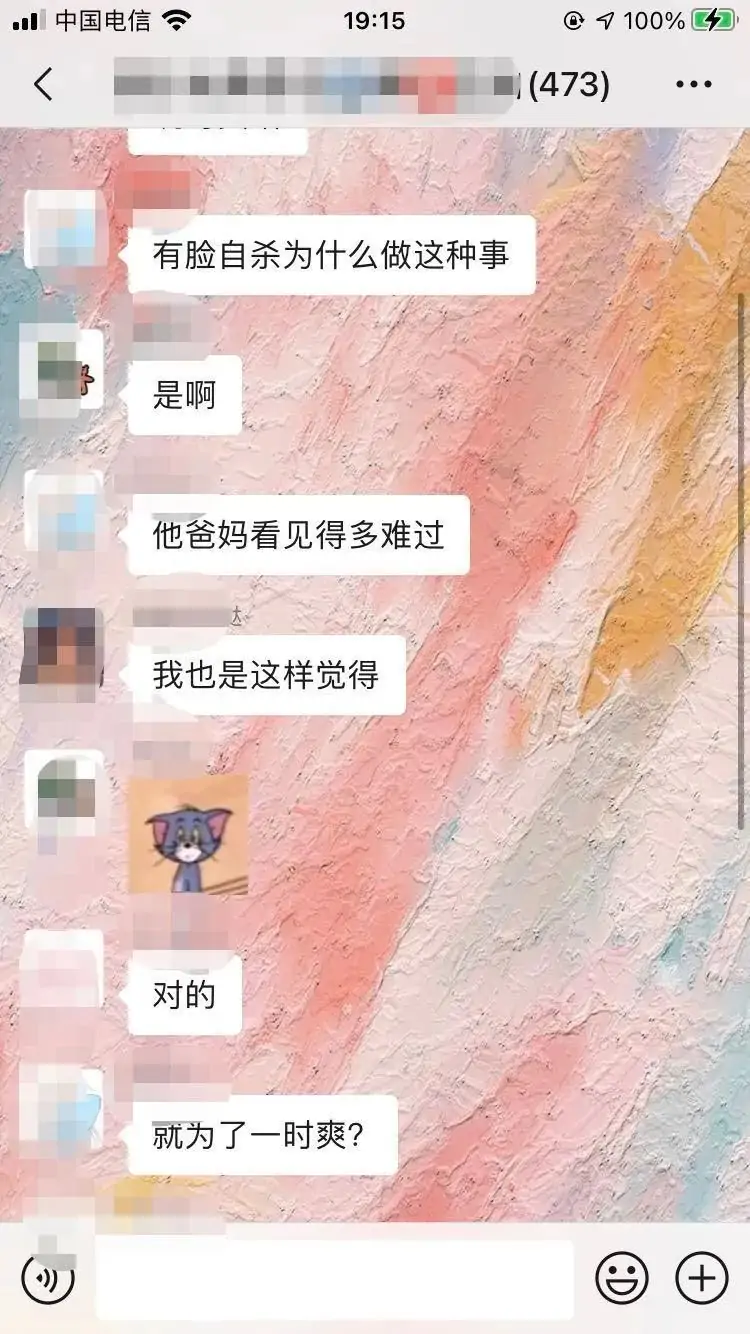 中国电信
19:15
100%
(473)
有脸自杀为什么做这种事
是啊
他爸妈看见得多难过
我也是这样觉得
对的
就为了一时爽?